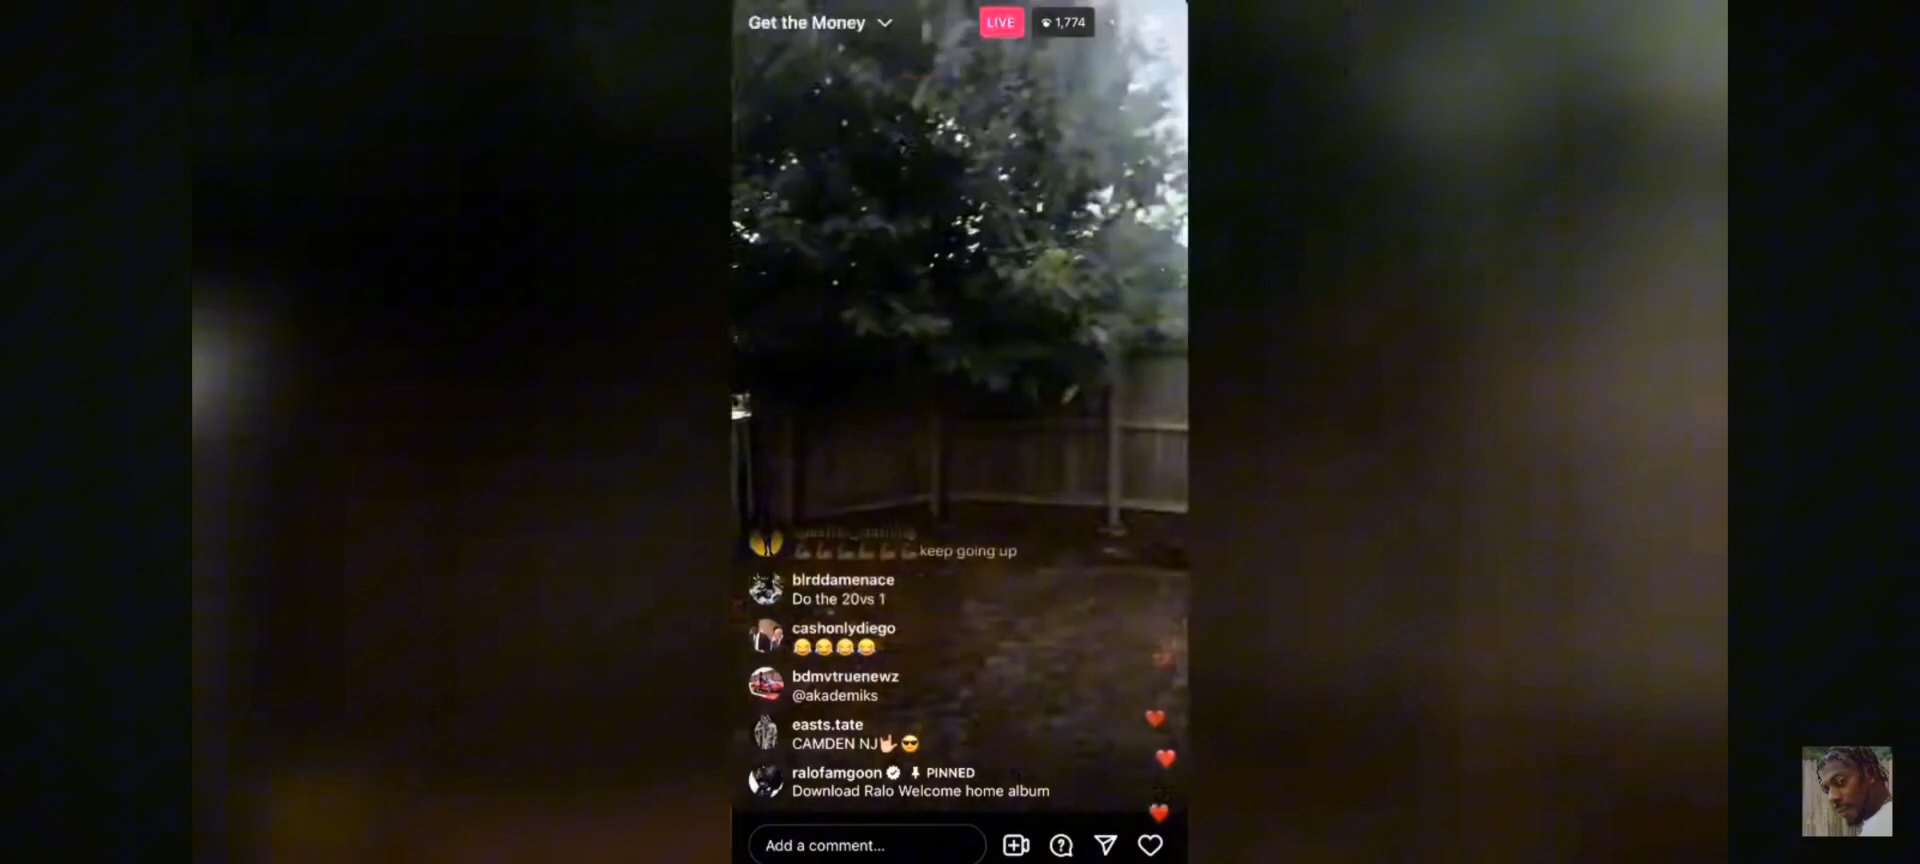 Get the Money
LIVE
1,774
keep going up
blrddamenace
Do the 20vs 1
cashonlydiego
😂😂😂😂
bdmvtruenewz
@akademiks
easts.tate
CAMDEN NJ🤟🏼😎
ralofamgoon PINNED
Download Ralo Welcome home album
Add a comment...